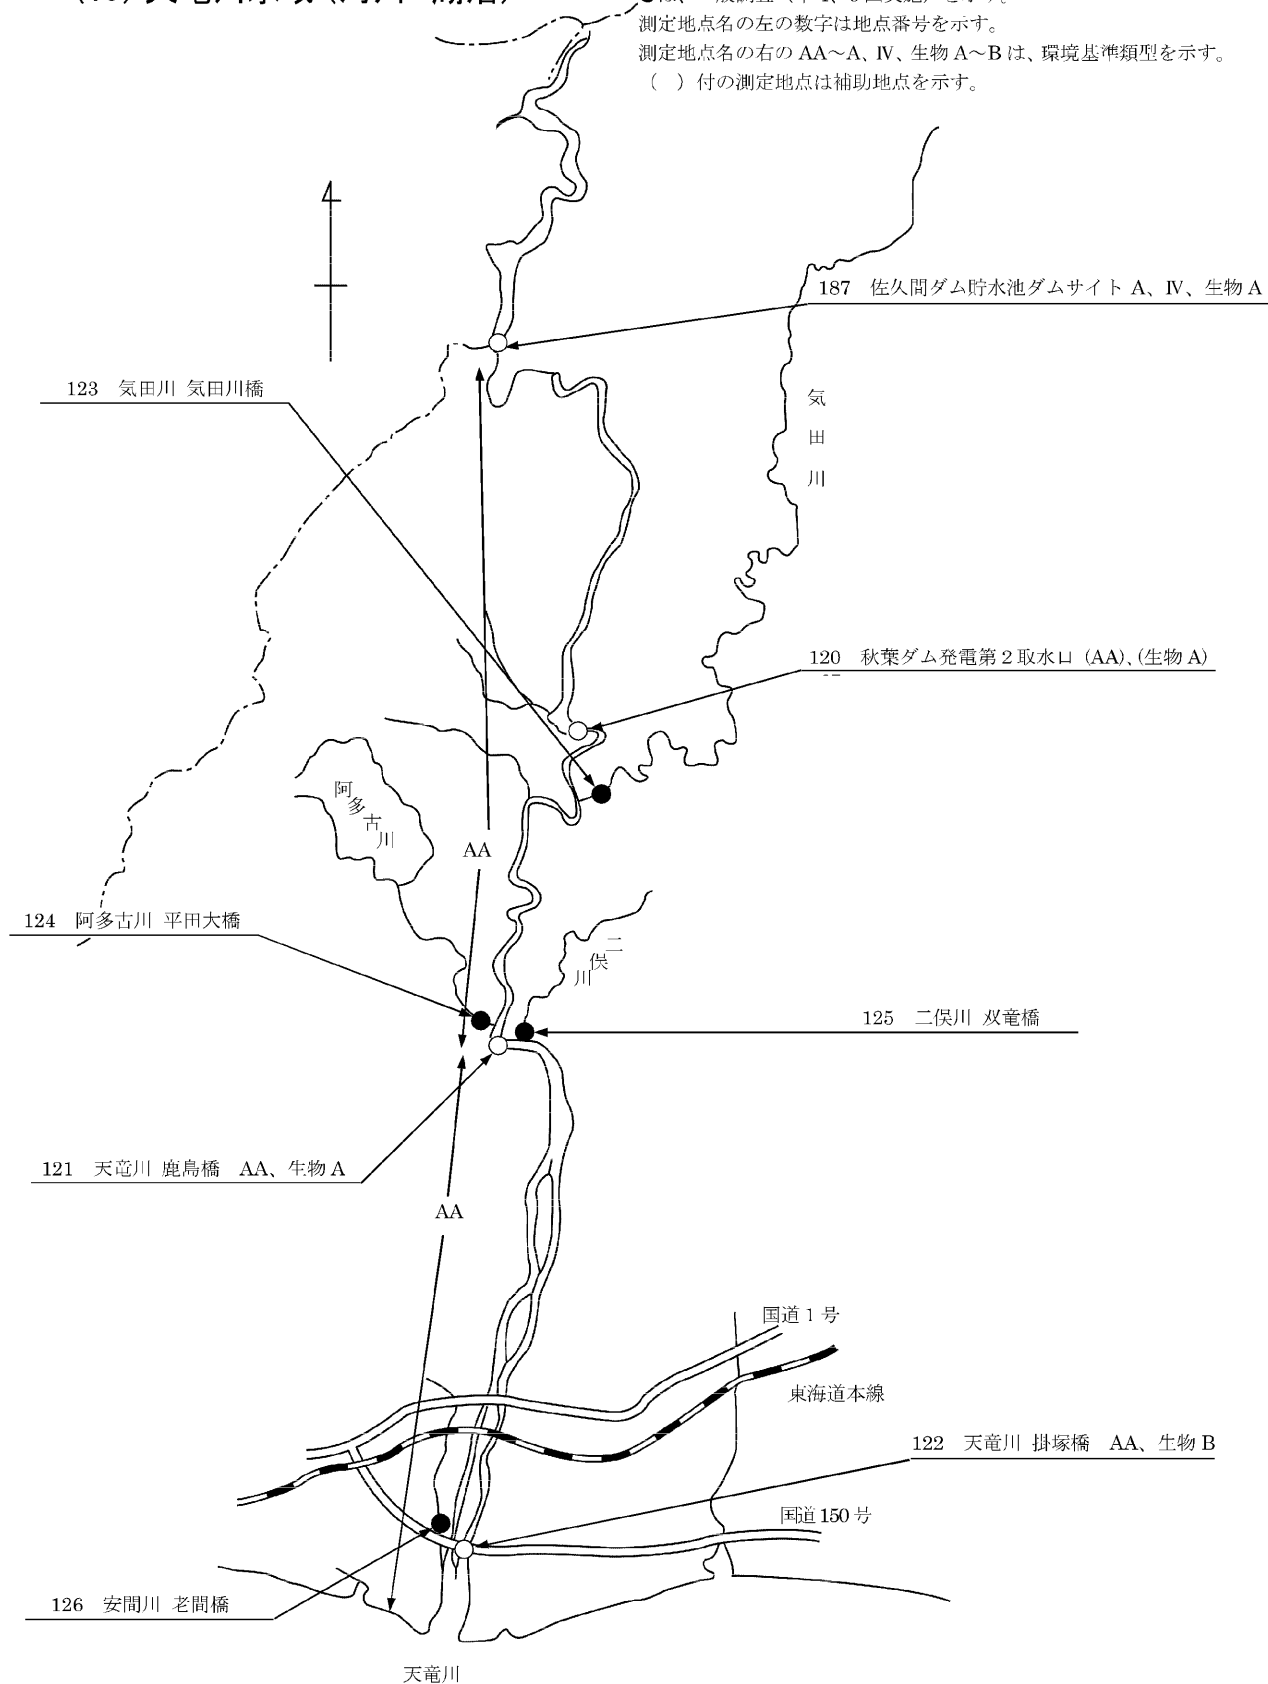 測定地点名の左の数字は地点番号を示す。
測定地点名の右の AA～A、Ⅳ、生物 A～B は、環境基準類型を示す。
（　）付の測定地点は補助地点を示す。
187 佐久間ダム貯水池ダムサイト A、Ⅳ、生物 A
123 気田川 気田川橋
気田川
120 秋葉ダム発電第２取水口 (AA)、(生物 A)
阿多古川
AA
124 阿多古川 平田大橋
二俣川
125 二俣川 双竜橋
121 天竜川 鹿島橋 AA、生物 A
AA
国道 1 号
東海道本線
122 天竜川 掛塚橋 AA、生物 B
国道 150 号
126 安間川 老間橋
天竜川